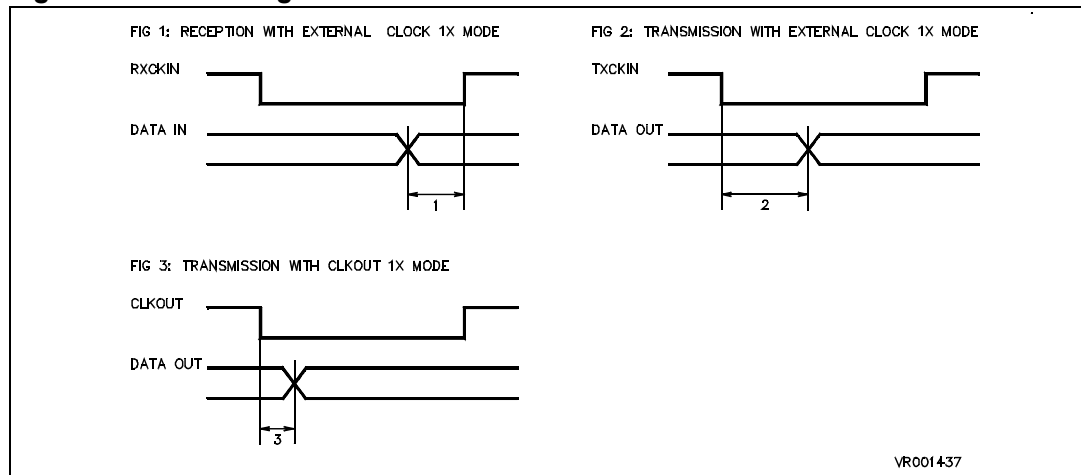 FIG 1: RECEPTION WITH EXTERNAL CLOCK 1X MODE
RXCKIN
DATA IN
1
FIG 2: TRANSMISSION WITH EXTERNAL CLOCK 1X MODE
TXCKIN
DATA OUT
2
FIG 3: TRANSMISSION WITH CLKOUT 1X MODE
CLKOUT
DATA OUT
3
VR001437